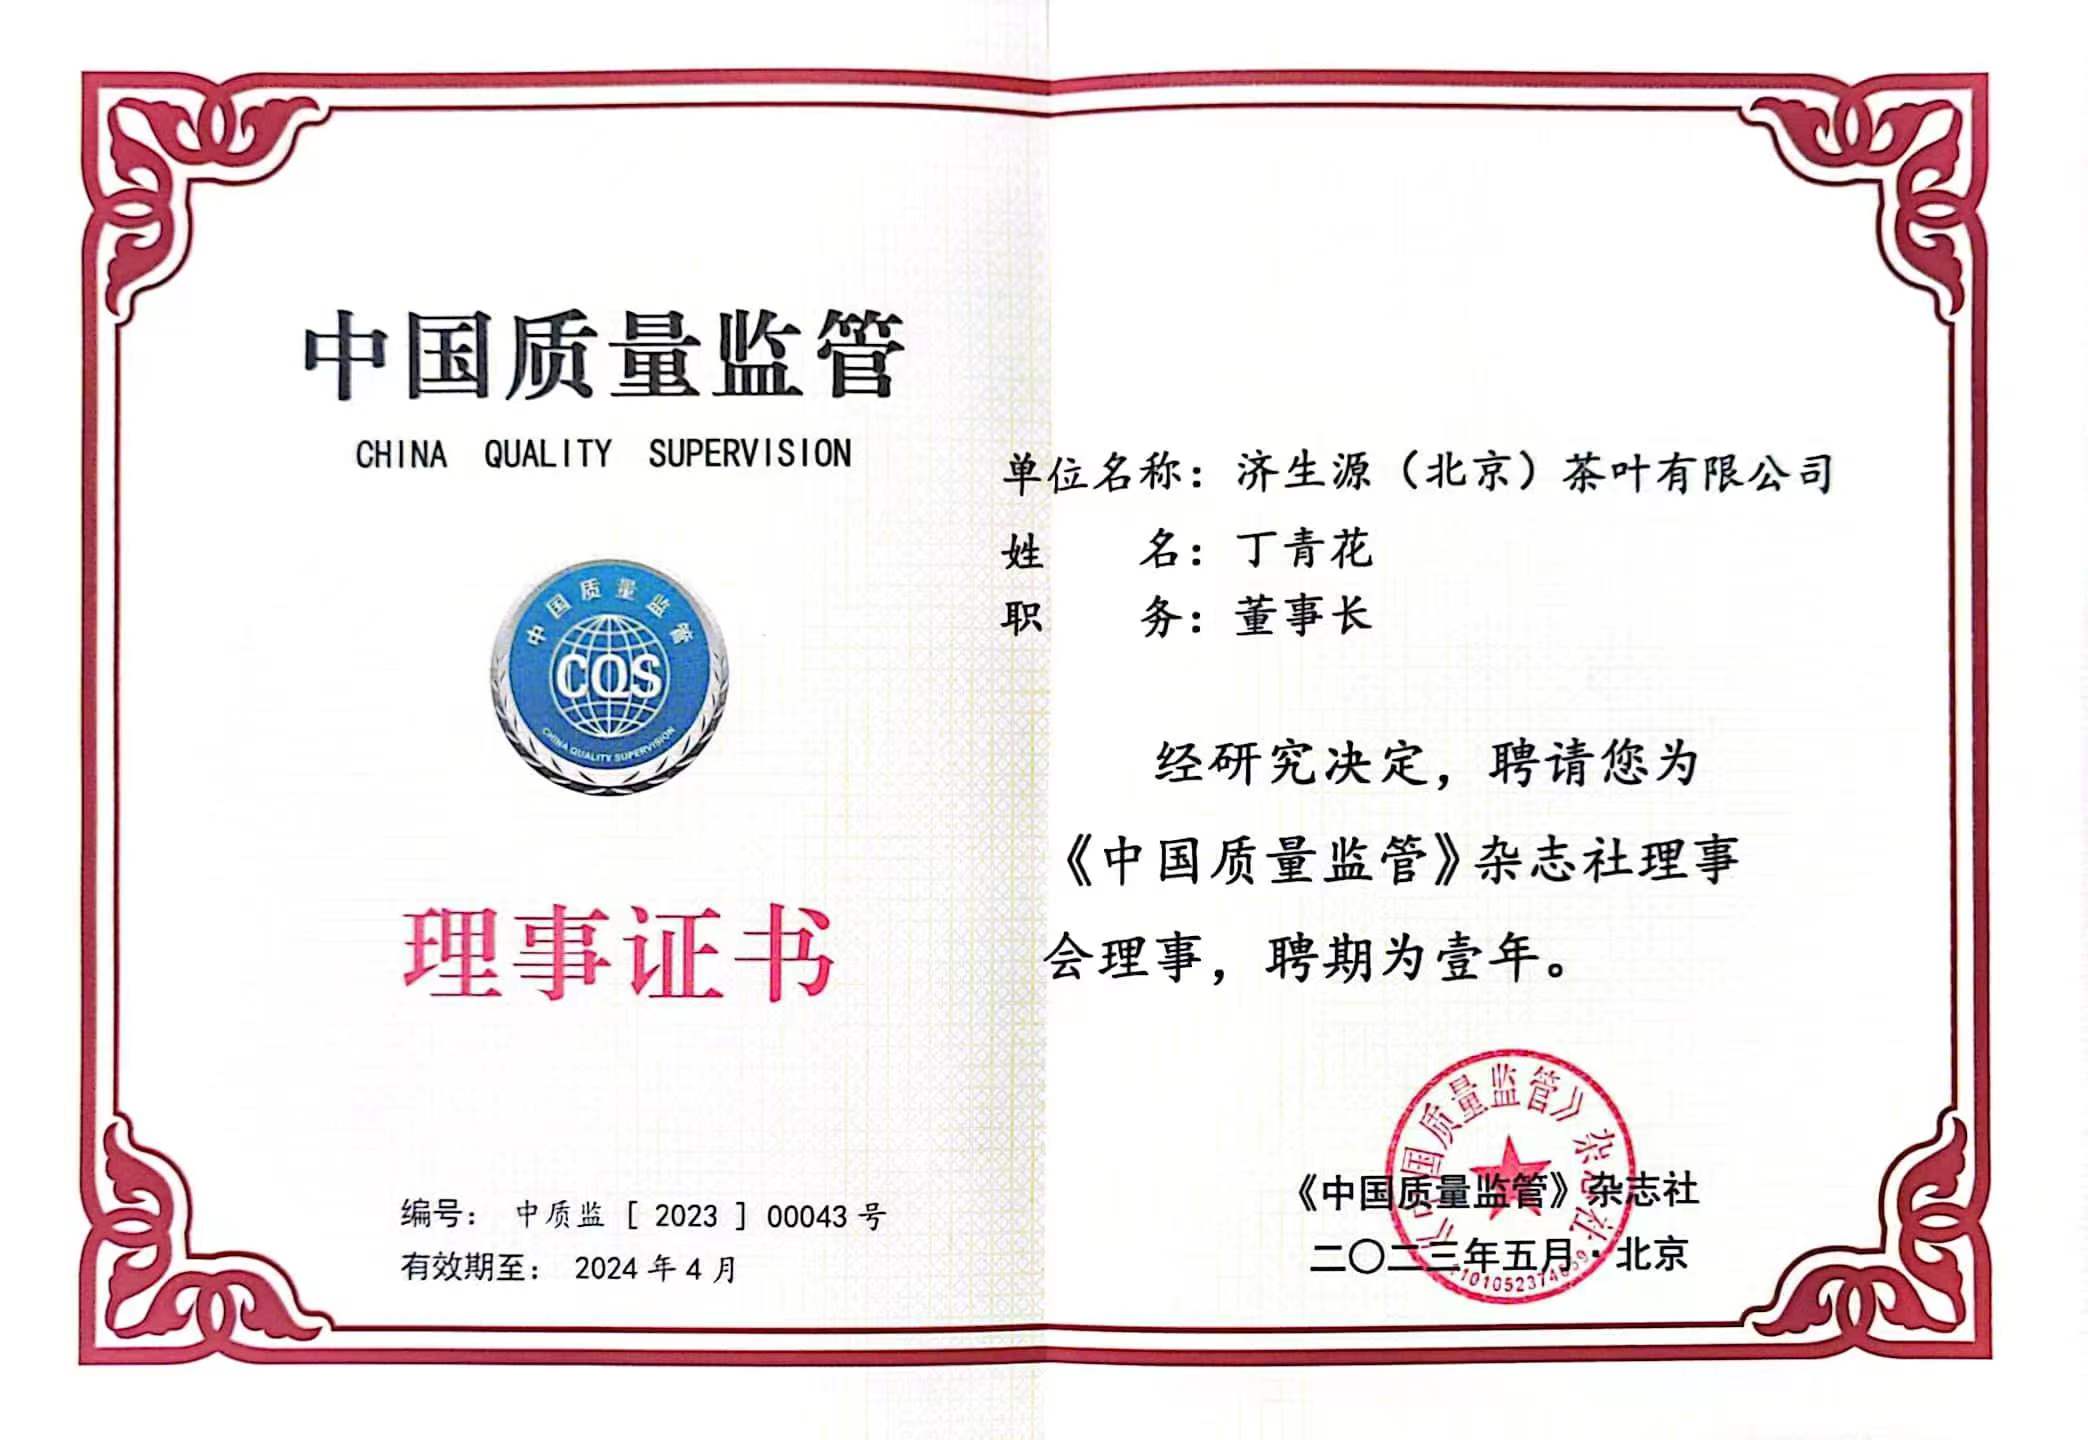 中国质量监管
CHINA QUALITY SUPERVISION
中国质量监管
CQS
CHINA QUALITY SUPERVISION
理事证书
编号： 中质监 [ 2023 ] 00043 号
有效期至： 2024 年 4 月
单位名称：济生源（北京）茶叶有限公司
姓 名：丁青花
职 务：董事长
经研究决定，聘请您为
《中国质量监管》杂志社理事
会理事，聘期为壹年。
《中国质量监管》杂志社
《中国质量监管》杂志社
二〇二三年五月·北京